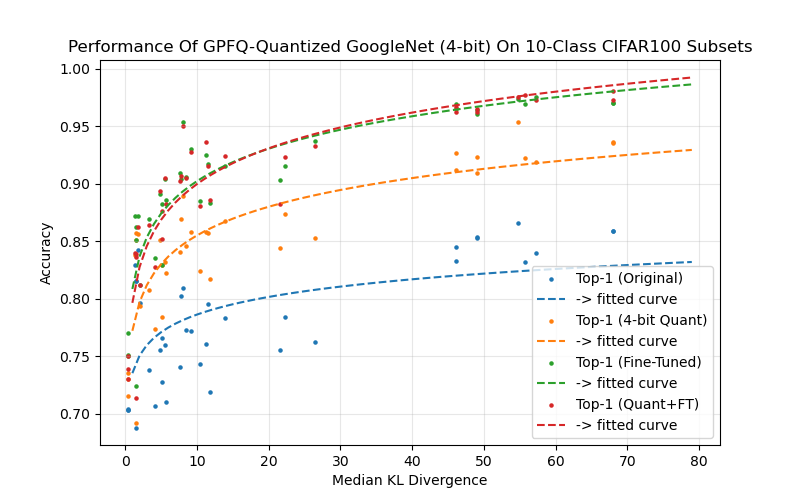 Performance Of GPFQ-Quantized GoogleNet (4-bit) On 10-Class CIFAR100 Subsets
1.00
0.95
0.90
0.85
0.80
0.75
0.70
Accuracy
Top-1 (Original)
-> fitted curve
Top-1 (4-bit Quant)
-> fitted curve
Top-1 (Fine-Tuned)
-> fitted curve
Top-1 (Quant+FT)
-> fitted curve
0 10 20 30 40 50 60 70 80
Median KL Divergence